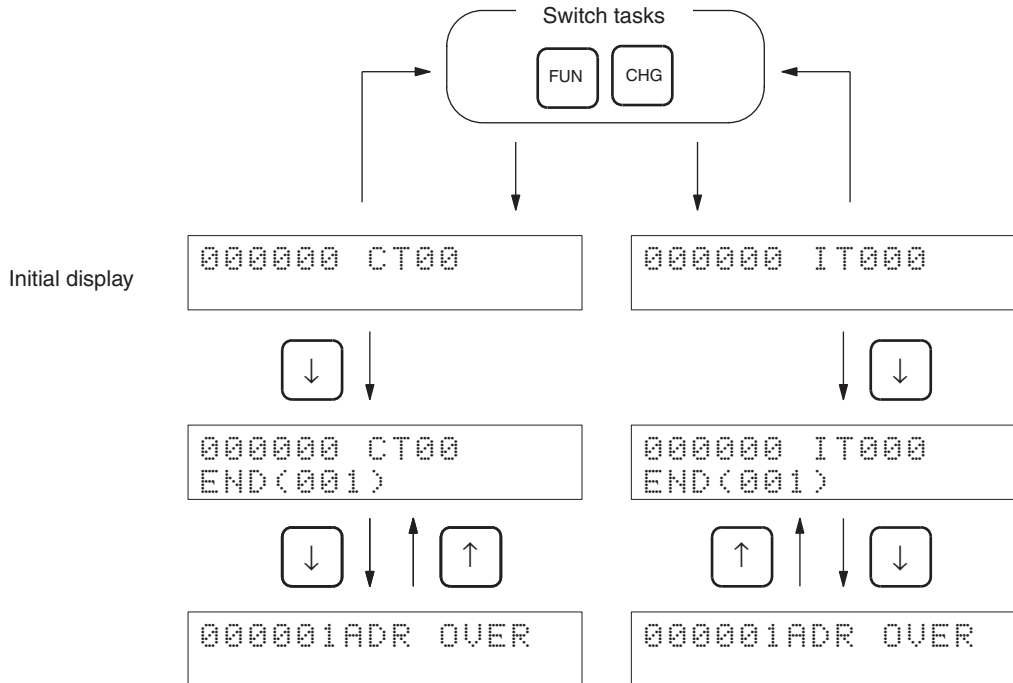 Switch tasks
FUN CHG
Initial display
000000 CT00
000000 IT000
↓ ↓
000000 CT00
END(001)
000000 IT000
END(001)
↓ ↑ ↑ ↓
000001ADR OVER
000001ADR OVER